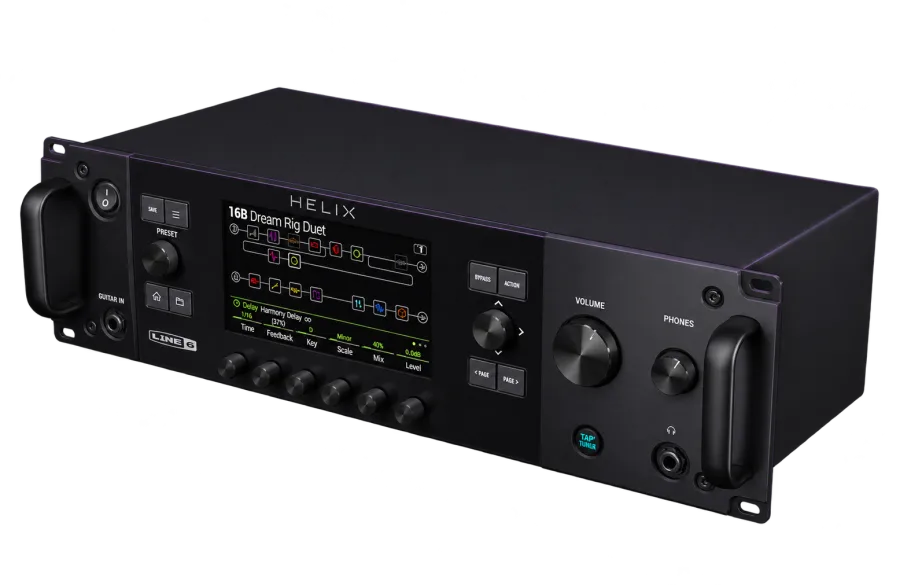 HELIX
16B Dream Rig Duet
SAVE
PRESET
GUITAR IN
LINE 6
Delay Harmony Delay
1/16
(37%)
Minor
40%
0.0dB
Time
Feedback
Key
Scale
Mix
Level
BYPASS
ACTION
< PAGE
PAGE >
VOLUME
PHONES
TAP
TUNER